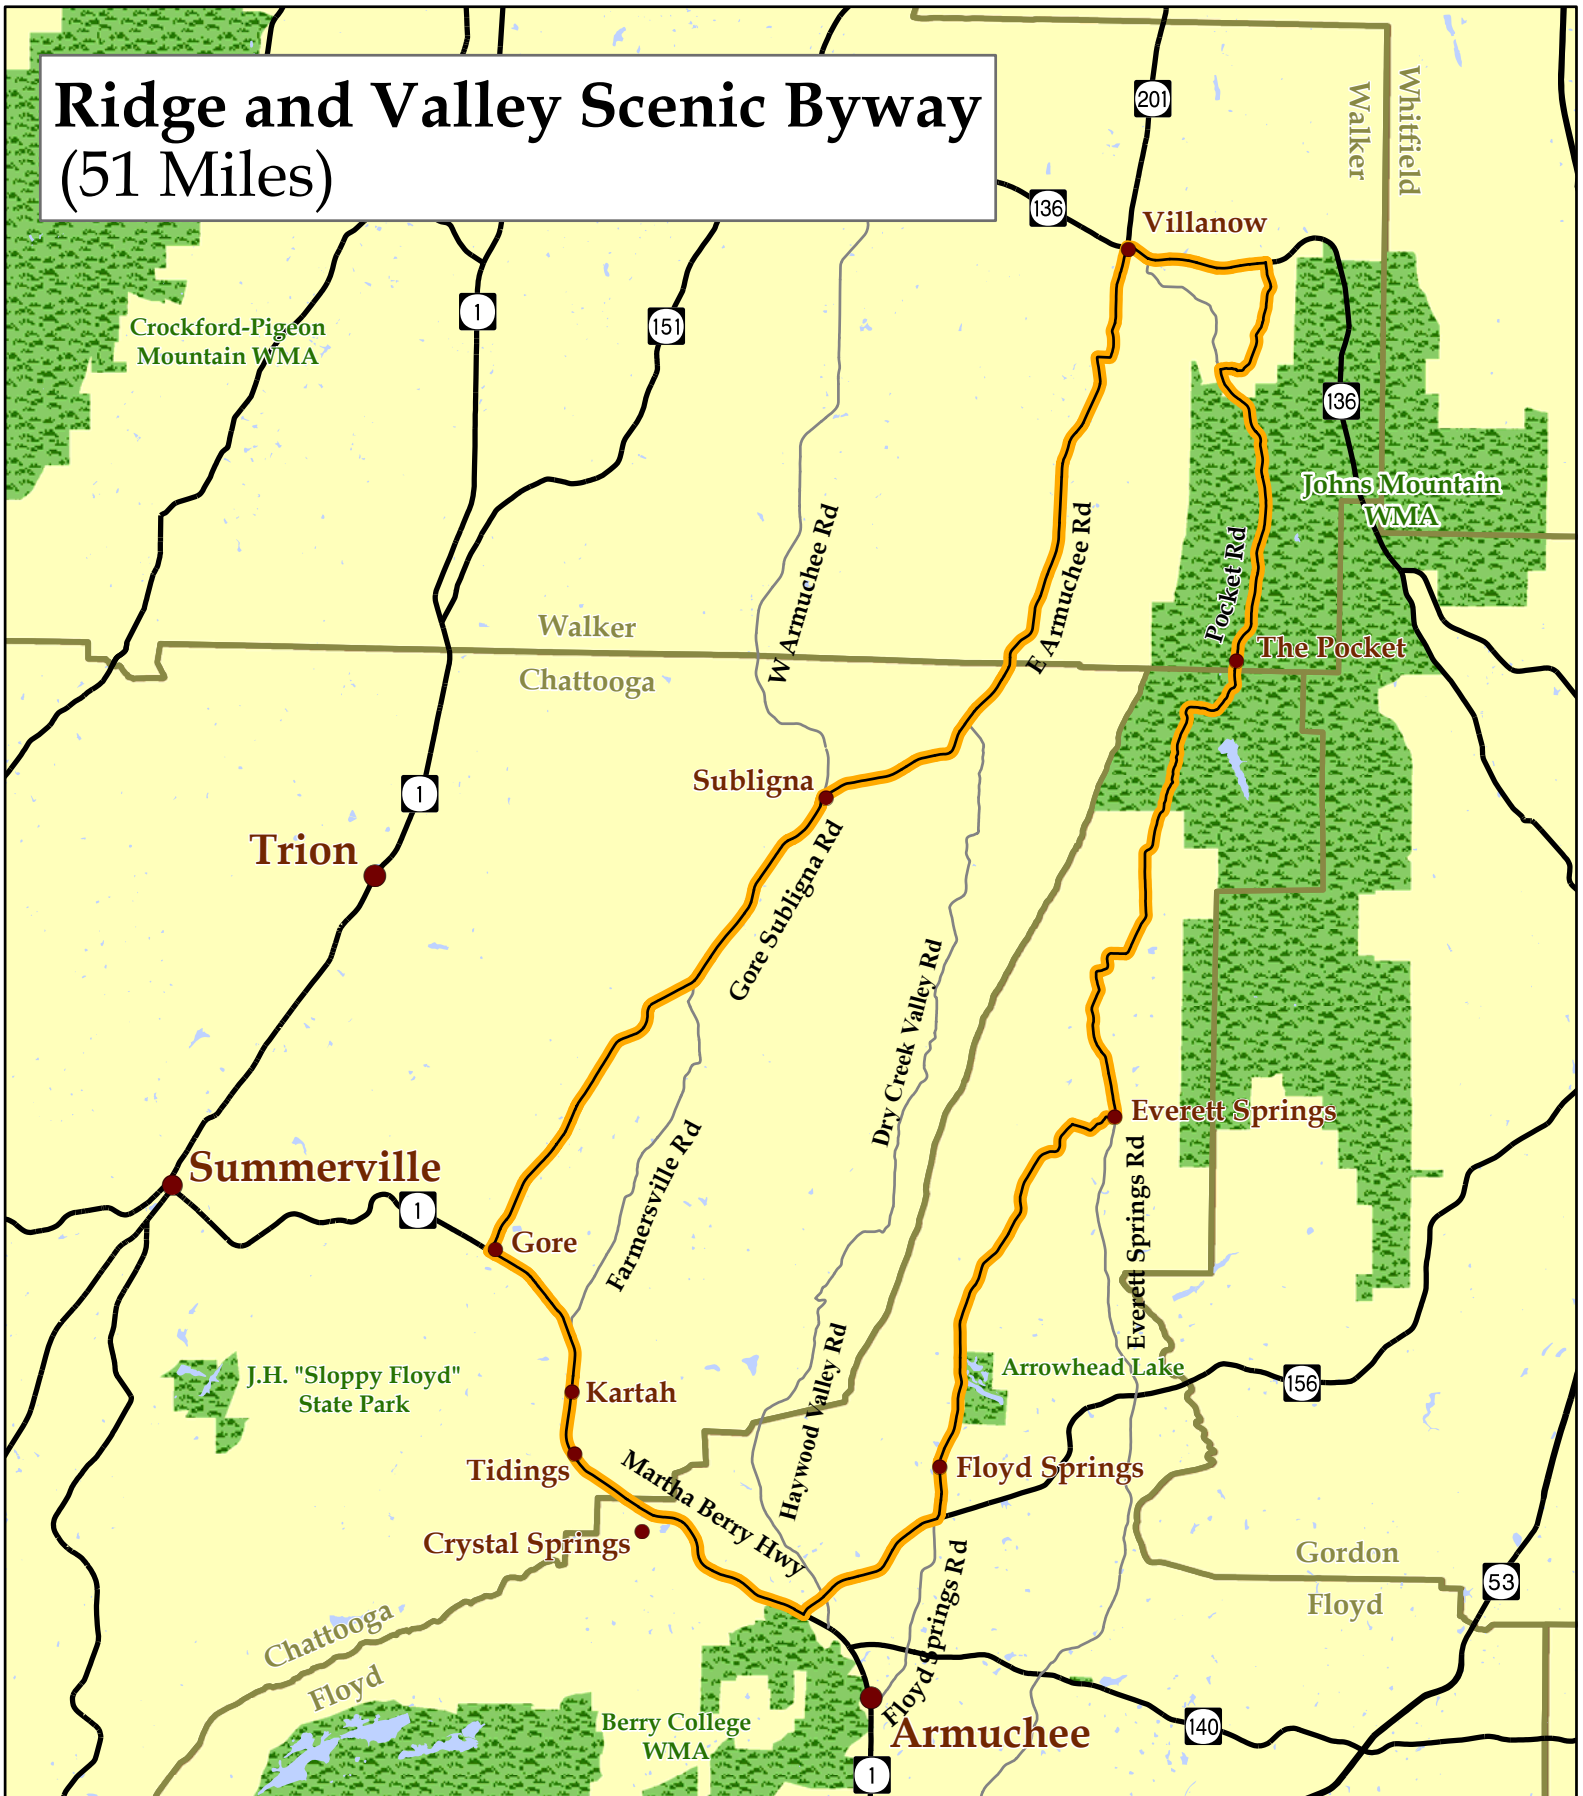 Ridge and Valley Scenic Byway
(51 Miles)
201
136
Walker
Whitfield
Villanow
1
151
Crockford-Pigeon
Mountain WMA
136
Johns Mountain
WMA
W Armuchee Rd
E Armuchee Rd
Pocket Rd
Walker
Chattooga
The Pocket
Subligna
1
Trion
Gore Subligna Rd
Dry Creek Valley Rd
Everett Springs
Summerville
1
Gore
Farmersville Rd
Everett Springs Rd
J.H. "Sloppy Floyd"
State Park
Kartah
Haywood Valley Rd
Arrowhead Lake
156
Tidings
Martha Berry Hwy
Floyd Springs
Crystal Springs
Gordon
Floyd
53
Chattooga
Floyd
Floyd Springs Rd
Berry College
WMA
Armuchee
140
1